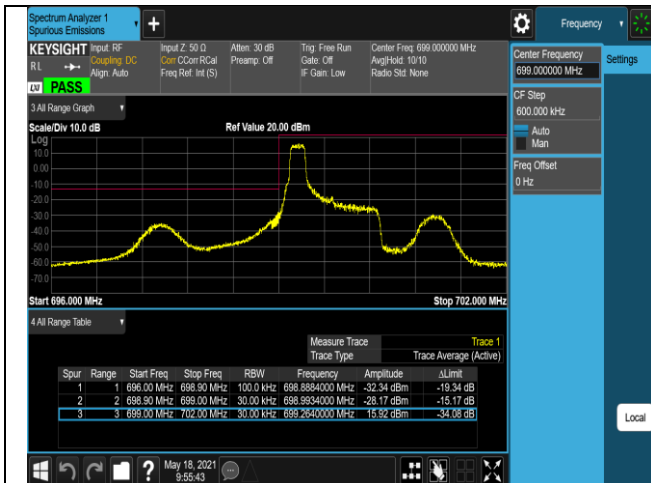 Spectrum Analyzer 1
Spurious Emissions
+
Frequency
KEYSIGHT Input: RF Input Z: 50 Ω Atten: 30 dB Trig: Free Run Center Freq: 699.000000 MHz
RL Coupling: DC Corr CCorr RCal Preamp: Off Gate: Off Avg|Hold: 10/10
Align: Auto Freq Ref: Int (S) IF Gain: Low Radio Std: None
LXI PASS
Center Frequency
699.000000 MHz
Settings
CF Step
600.000 kHz
Auto
Man
Freq Offset
0 Hz
Local
3 All Range Graph
Scale/Div 10.0 dB Ref Value 20.00 dBm
Log
10.0
0.00
-10.0
-20.0
-30.0
-40.0
-50.0
-60.0
-70.0
Start 696.000 MHz Stop 702.000 MHz
4 All Range Table
Measure Trace Trace 1
Trace Type Trace Average (Active)
Spur Range Start Freq Stop Freq RBW Frequency Amplitude ΔLimit
1 1 696.00 MHz 698.90 MHz 100.0 kHz 698.8884000 MHz -32.34 dBm -19.34 dB
2 2 698.90 MHz 699.00 MHz 30.00 kHz 698.9934000 MHz -28.17 dBm -15.17 dB
3 3 699.00 MHz 702.00 MHz 30.00 kHz 699.2640000 MHz 15.92 dBm -34.08 dB
? May 18, 2021
9:55:43